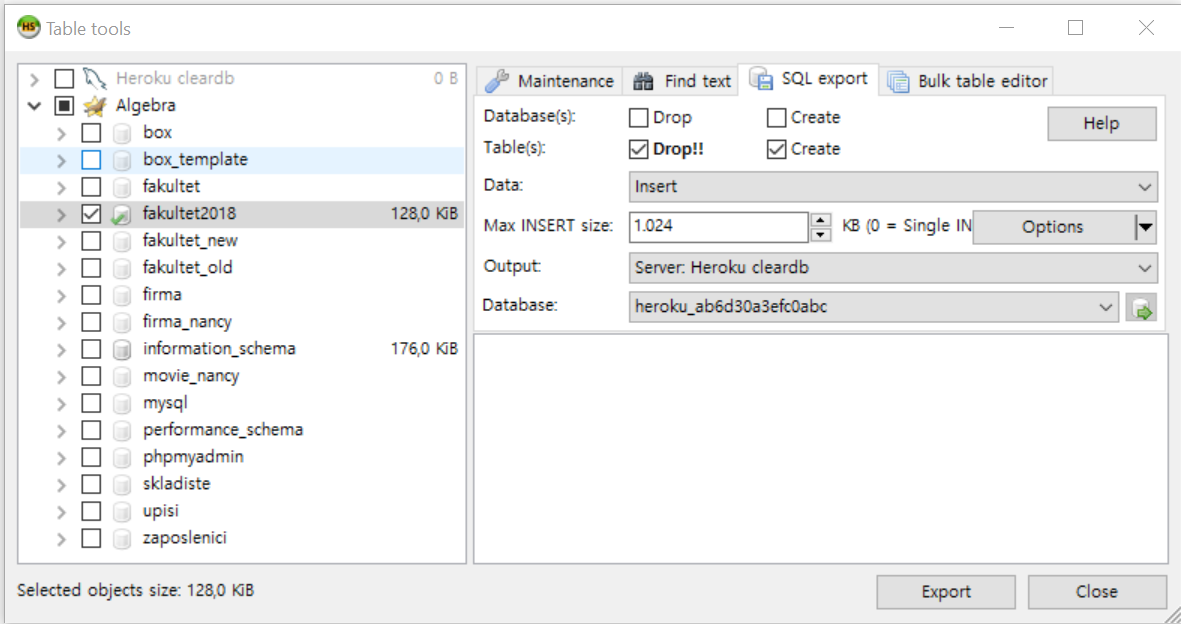 HS Table tools
Heroku cleardb 0 B
Algebra
box
box_template
fakultet
fakultet2018 128,0 KiB
fakultet_new
fakultet_old
firma
firma_nancy
information_schema 176,0 KiB
movie_nancy
mysql
performance_schema
phpmyadmin
skladiste
upisi
zaposlenici
Selected objects size: 128,0 KiB
Maintenance Find text SQL export Bulk table editor
Database(s): Drop Create Help
Table(s): Drop!! Create
Data: Insert
Max INSERT size: 1.024 KB (0 = Single IN Options
Output: Server: Heroku cleardb
Database: heroku_ab6d30a3efc0abc
Export Close